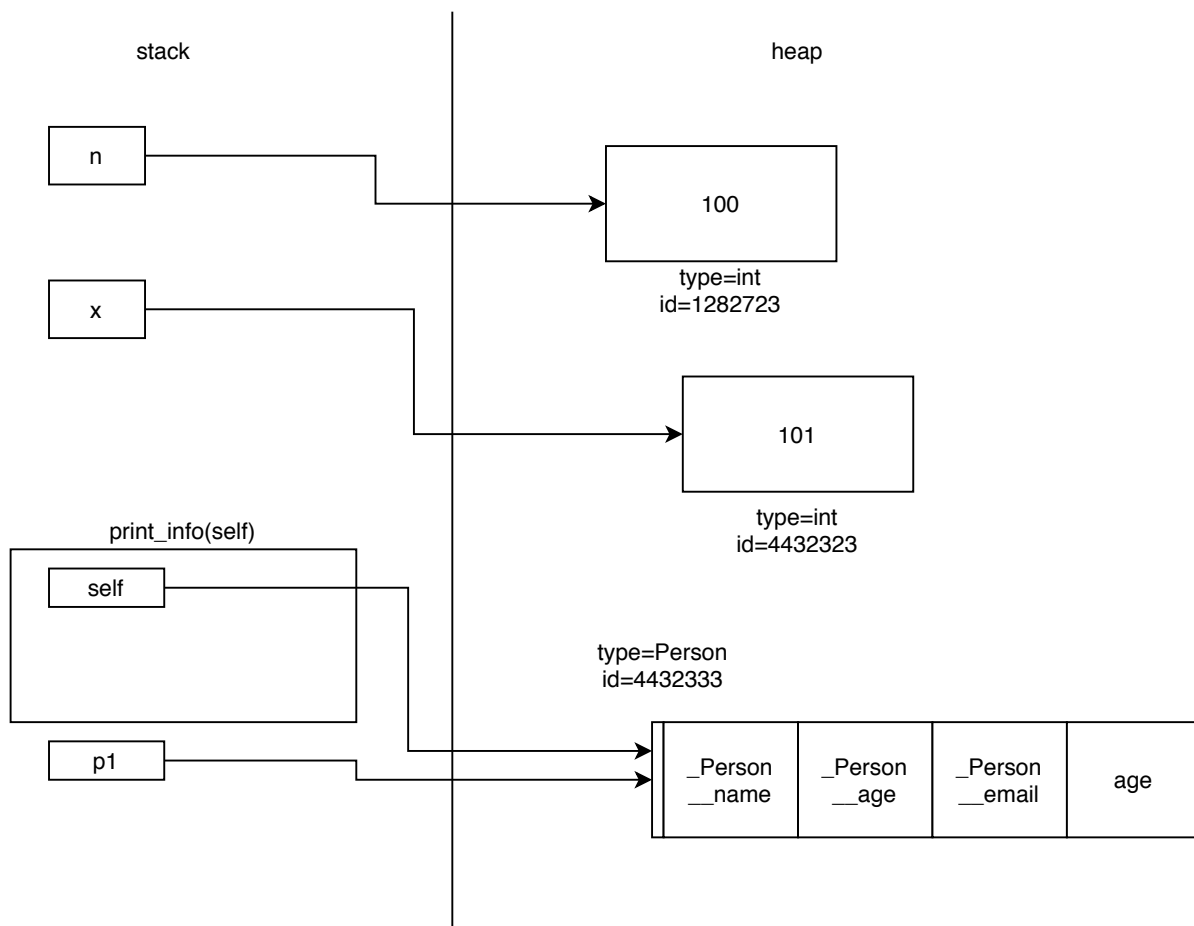 stack
heap
n
100
type=int
id=1282723
x
101
type=int
id=4432323
print_info(self)
self
type=Person
id=4432333
p1
_Person
__name
_Person
__age
_Person
__email
age